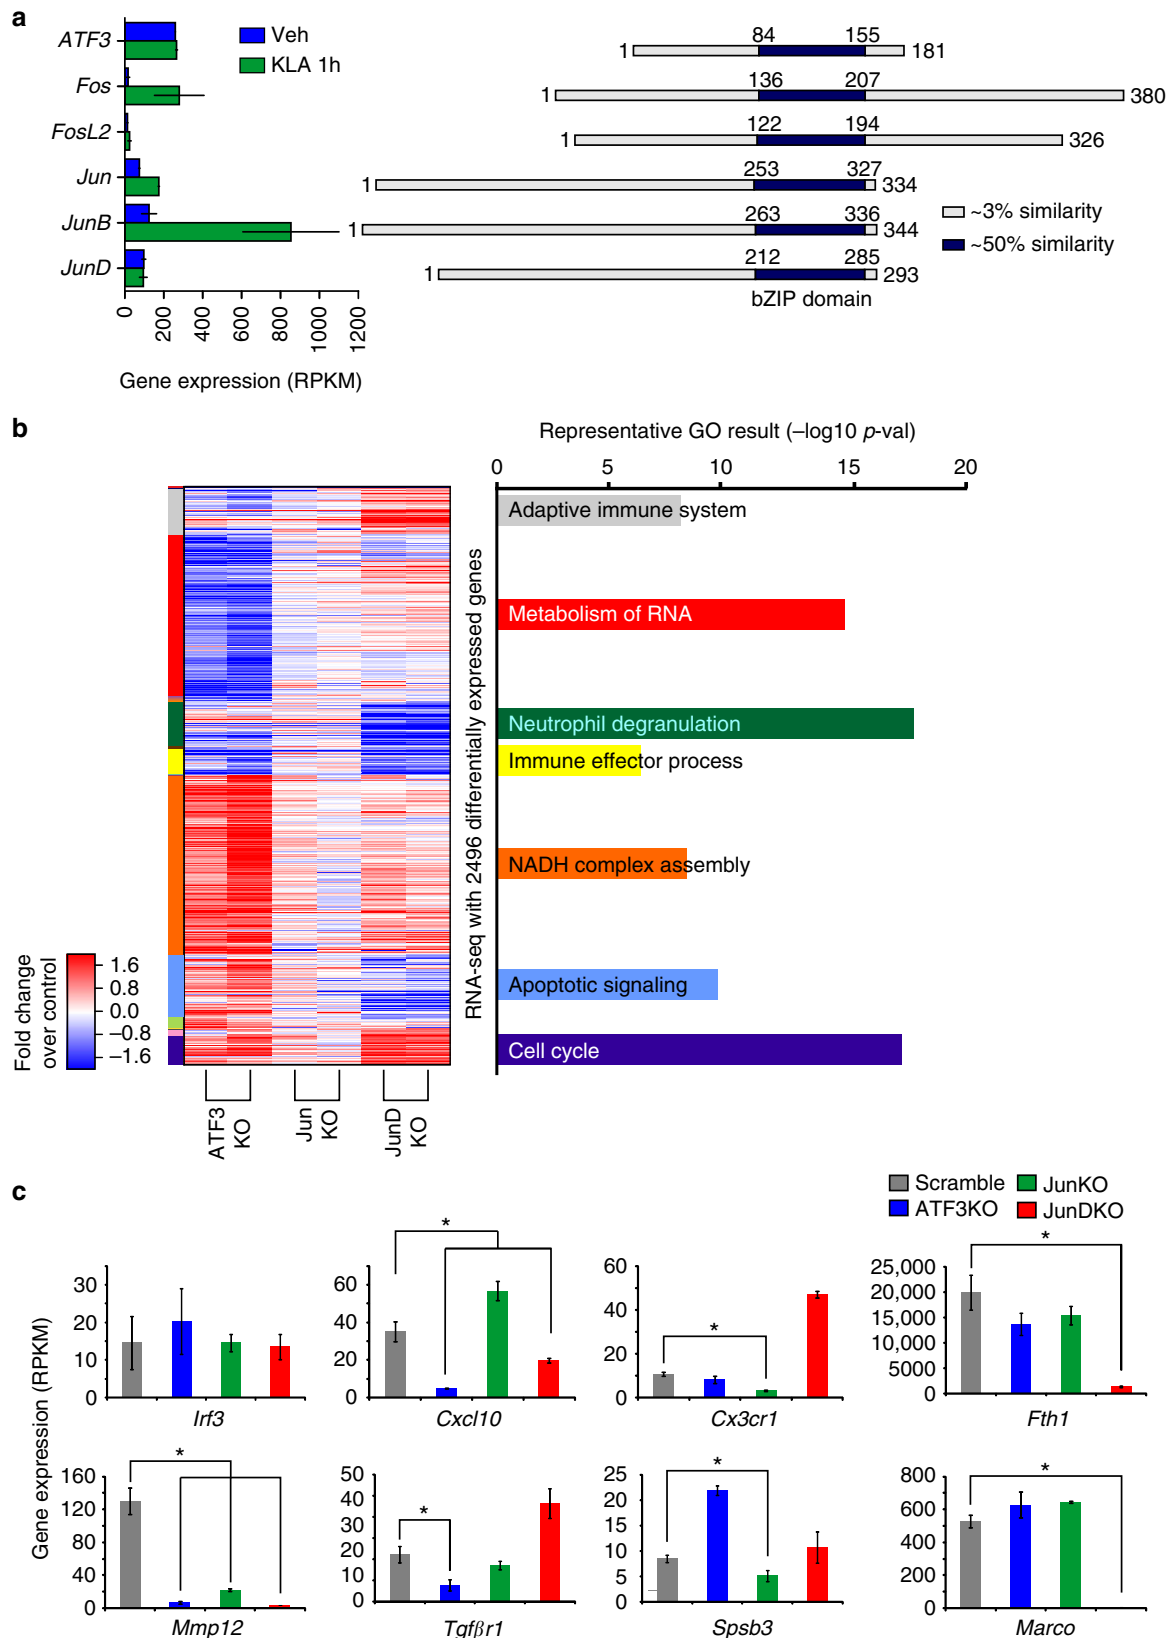 a
ATF3
Fos
FosL2
Jun
JunB
JunD
Veh
KLA 1h
0 200 400 600 800 1000 1200
Gene expression (RPKM)
1 84 155 181
1 136 207 380
1 122 194 326
1 253 327 334
1 263 336 344
1 212 285 293
bZIP domain
~3% similarity
~50% similarity
b
Representative GO result (–log10 p-val)
0 5 10 15 20
Adaptive immune system
Metabolism of RNA
Neutrophil degranulation
Immune effector process
NADH complex assembly
Apoptotic signaling
Cell cycle
RNA-seq with 2496 differentially expressed genes
Fold change
over control
1.6
0.8
0.0
–0.8
–1.6
ATF3
KO
Jun
KO
JunD
KO
c
Scramble
ATF3KO
JunKO
JunDKO
Gene expression (RPKM)
30
20
10
0
Irf3
60
40
20
0
*
Cxcl10
60
40
20
0
*
Cx3cr1
25,000
20,000
15,000
10,000
5000
0
*
Fth1
160
120
80
40
0
*
Mmp12
50
40
30
20
10
0
*
Tgfβr1
25
20
15
10
5
0
*
Spsb3
800
600
400
200
0
*
Marco